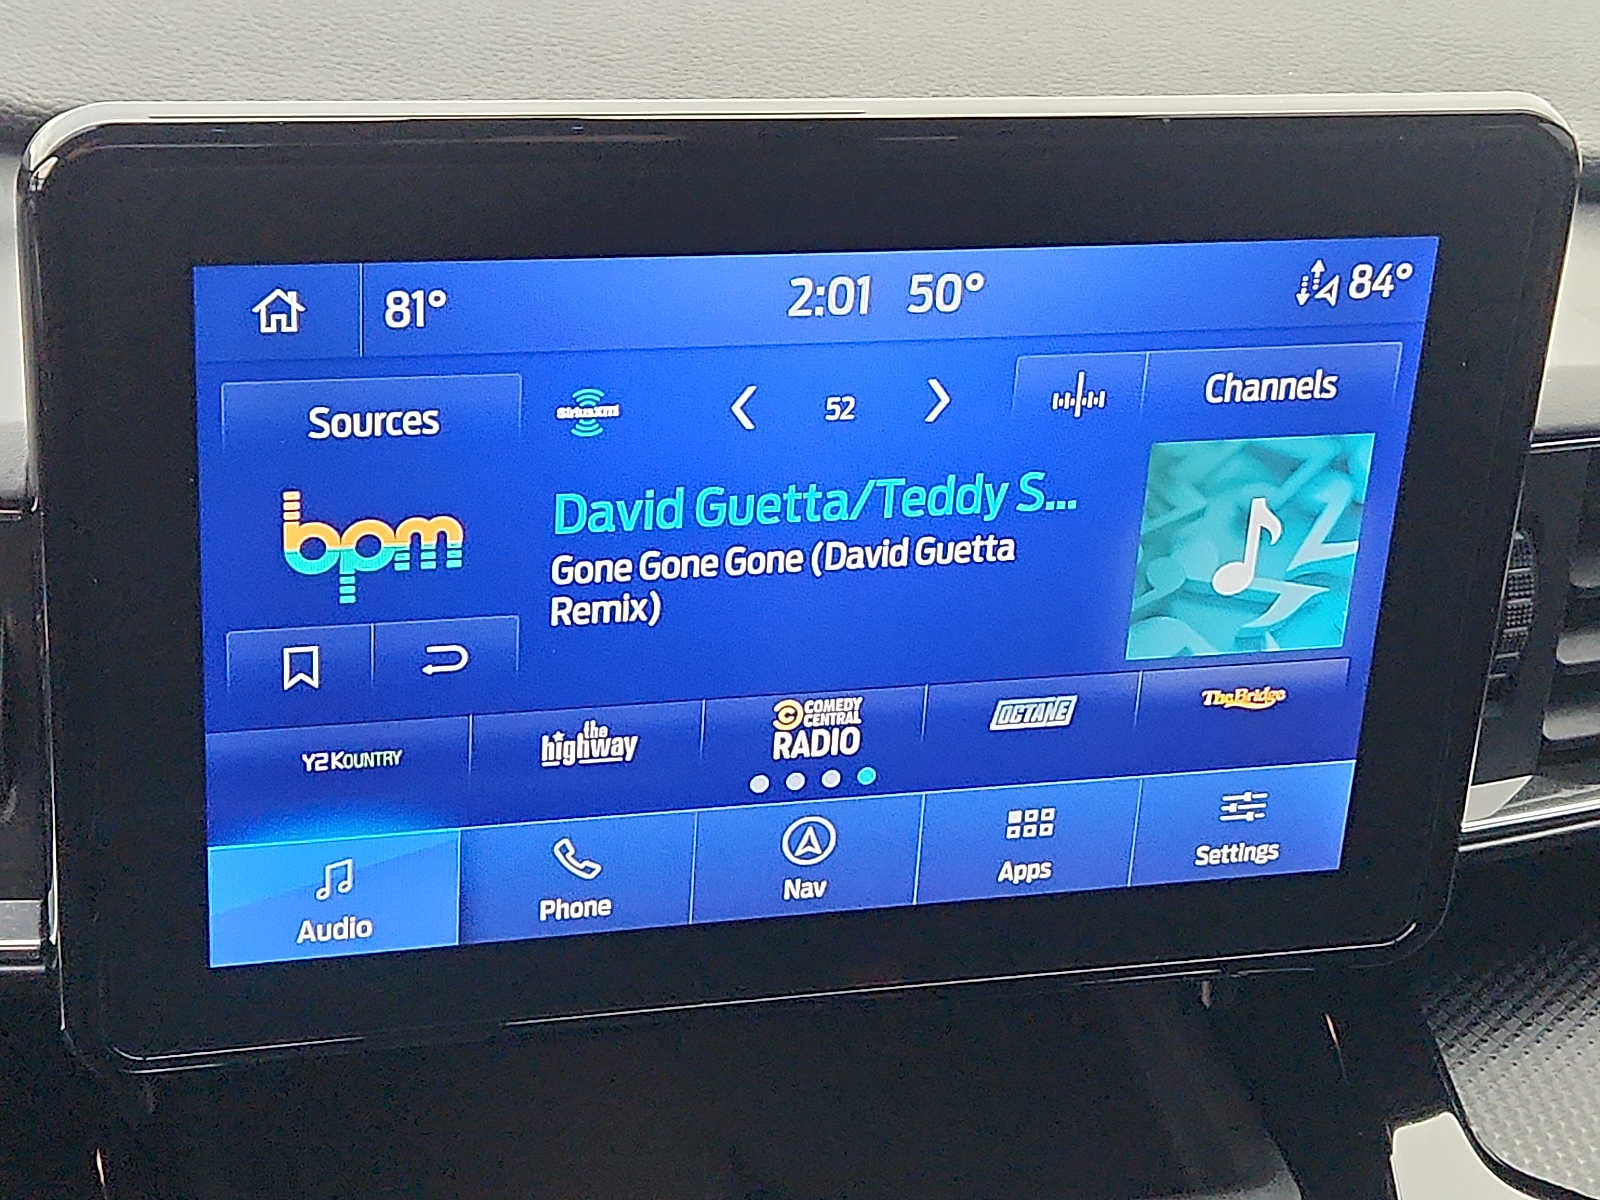 81° 2:01 50° 84°
Sources SiriusXM 52 Channels
bpm
David Guetta/Teddy S...
Gone Gone Gone (David Guetta
Remix)
Y2KOUNTRY
the
highway
COMEDY
CENTRAL
RADIO
OCTANE
The Bridge
Audio Phone Nav Apps Settings